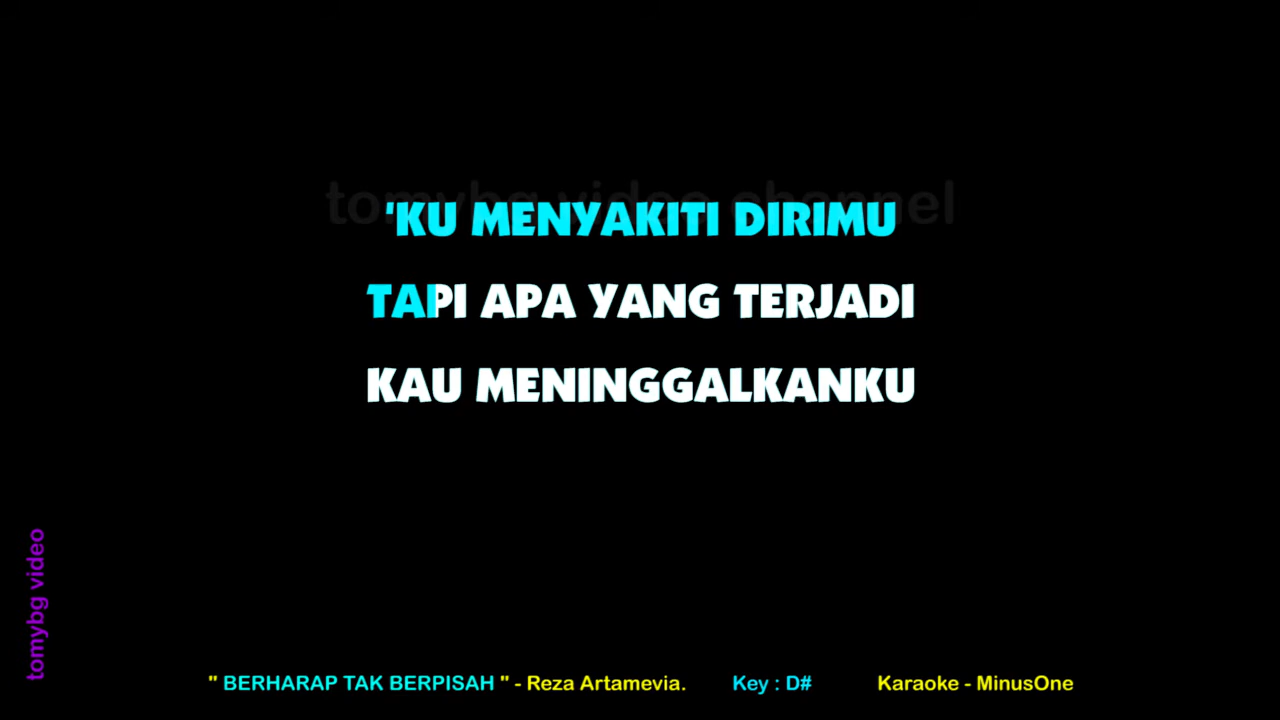 tomybg video channel
'KU MENYAKITI DIRIMU
TAPI APA YANG TERJADI
KAU MENINGGALKANKU
tomybg video
" BERHARAP TAK BERPISAH " - Reza Artamevia. Key : D# Karaoke - MinusOne